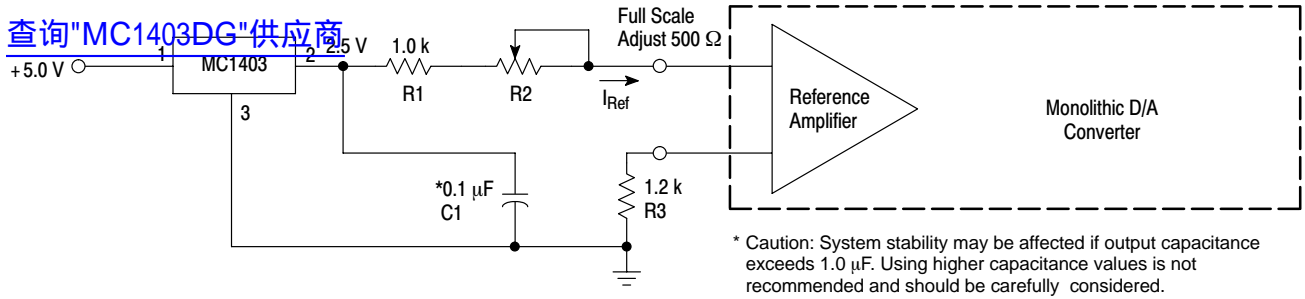 查询"MC1403DG"供应商
+5.0 V
1
MC1403
2
2.5 V
3
1.0 k
R1
R2
Full Scale
Adjust 500 Ω
IRef
*0.1 μF
C1
1.2 k
R3
Reference
Amplifier
Monolithic D/A
Converter
* Caution: System stability may be affected if output capacitance
exceeds 1.0 μF. Using higher capacitance values is not
recommended and should be carefully considered.